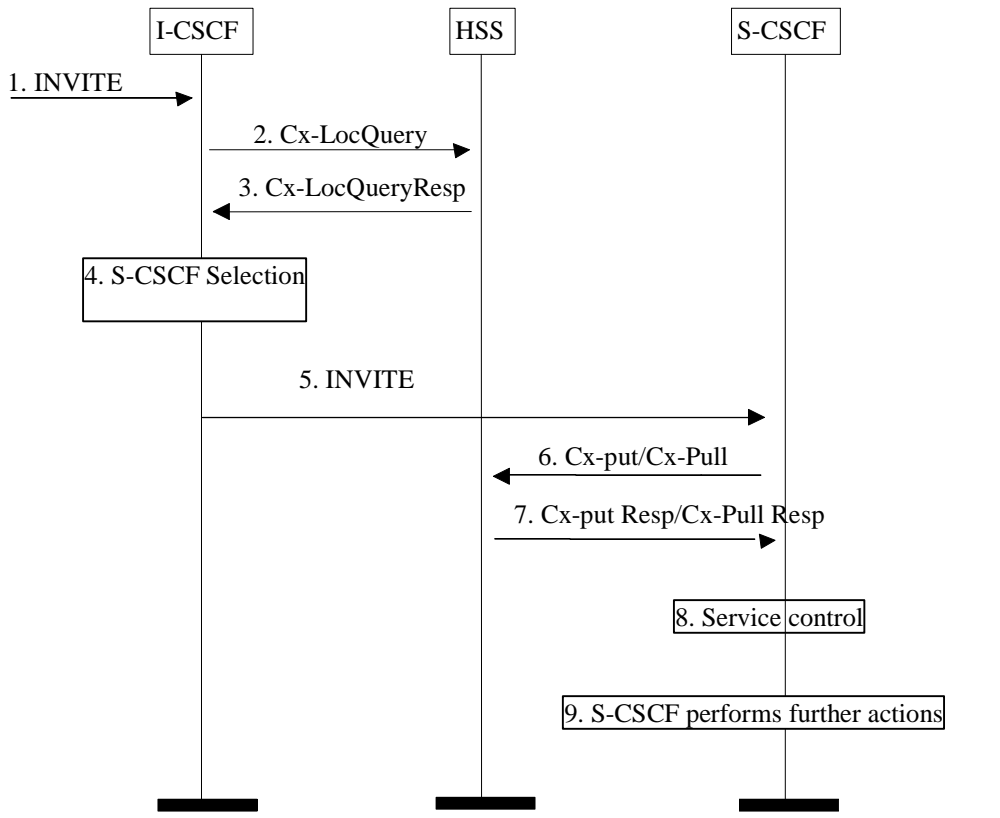 I-CSCF
HSS
S-CSCF
1. INVITE
2. Cx-LocQuery
3. Cx-LocQueryResp
4. S-CSCF Selection
5. INVITE
6. Cx-put/Cx-Pull
7. Cx-put Resp/Cx-Pull Resp
8. Service control
9. S-CSCF performs further actions